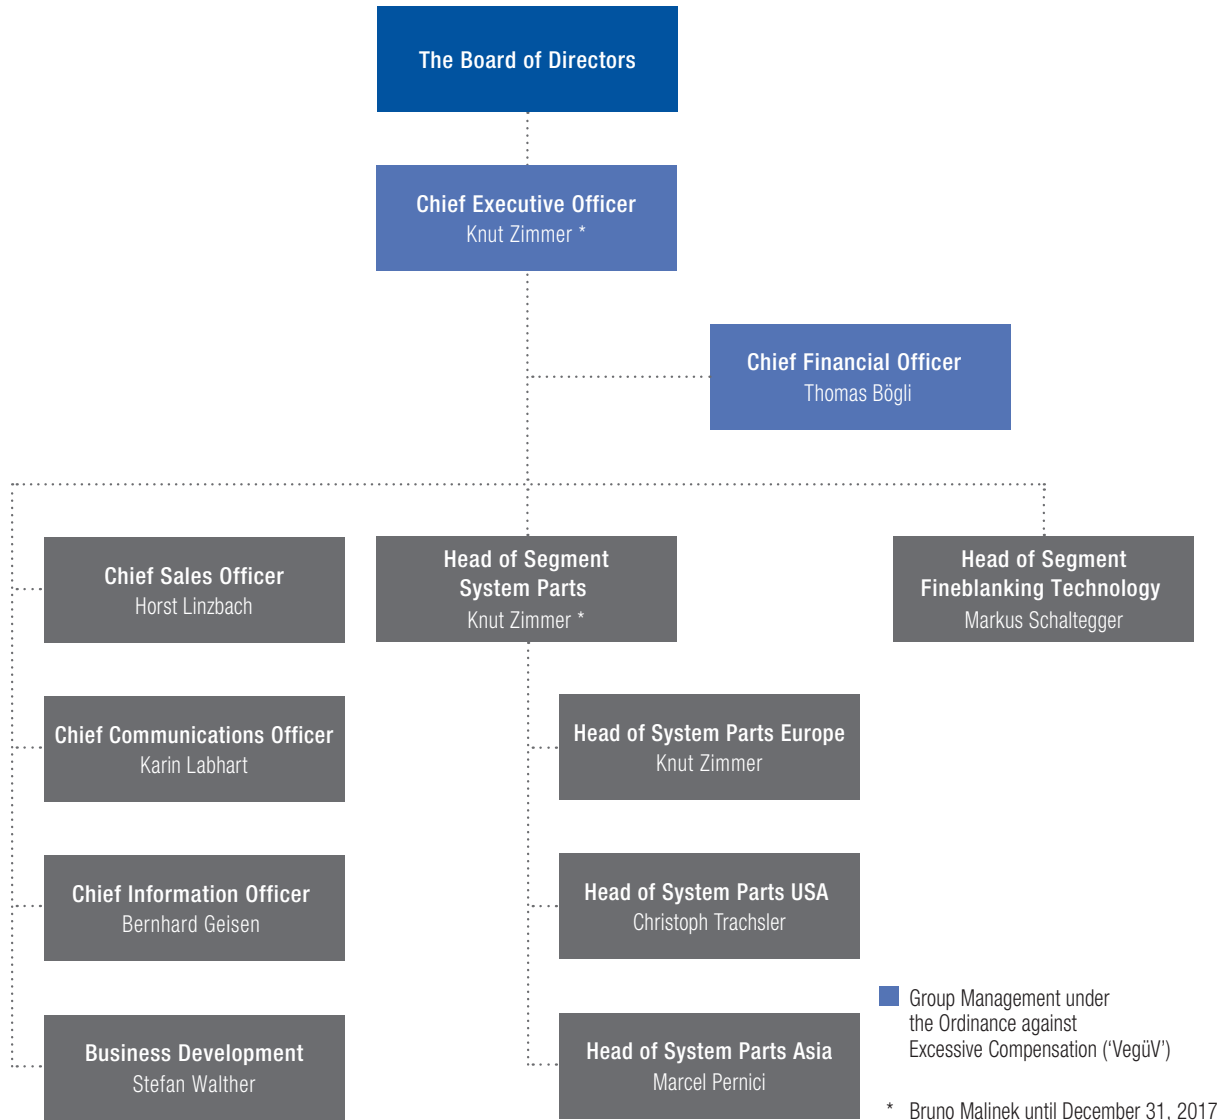 The Board of Directors
Chief Executive Officer
Knut Zimmer *
Chief Financial Officer
Thomas Bögli
Chief Sales Officer
Horst Linzbach
Head of Segment
System Parts
Knut Zimmer *
Head of Segment
Fineblanking Technology
Markus Schaltegger
Chief Communications Officer
Karin Labhart
Head of System Parts Europe
Knut Zimmer
Chief Information Officer
Bernhard Geisen
Head of System Parts USA
Christoph Trachsler
Business Development
Stefan Walther
Head of System Parts Asia
Marcel Pernici
Group Management under
the Ordinance against
Excessive Compensation (‘VegüV’)
* Bruno Malinek until December 31, 2017